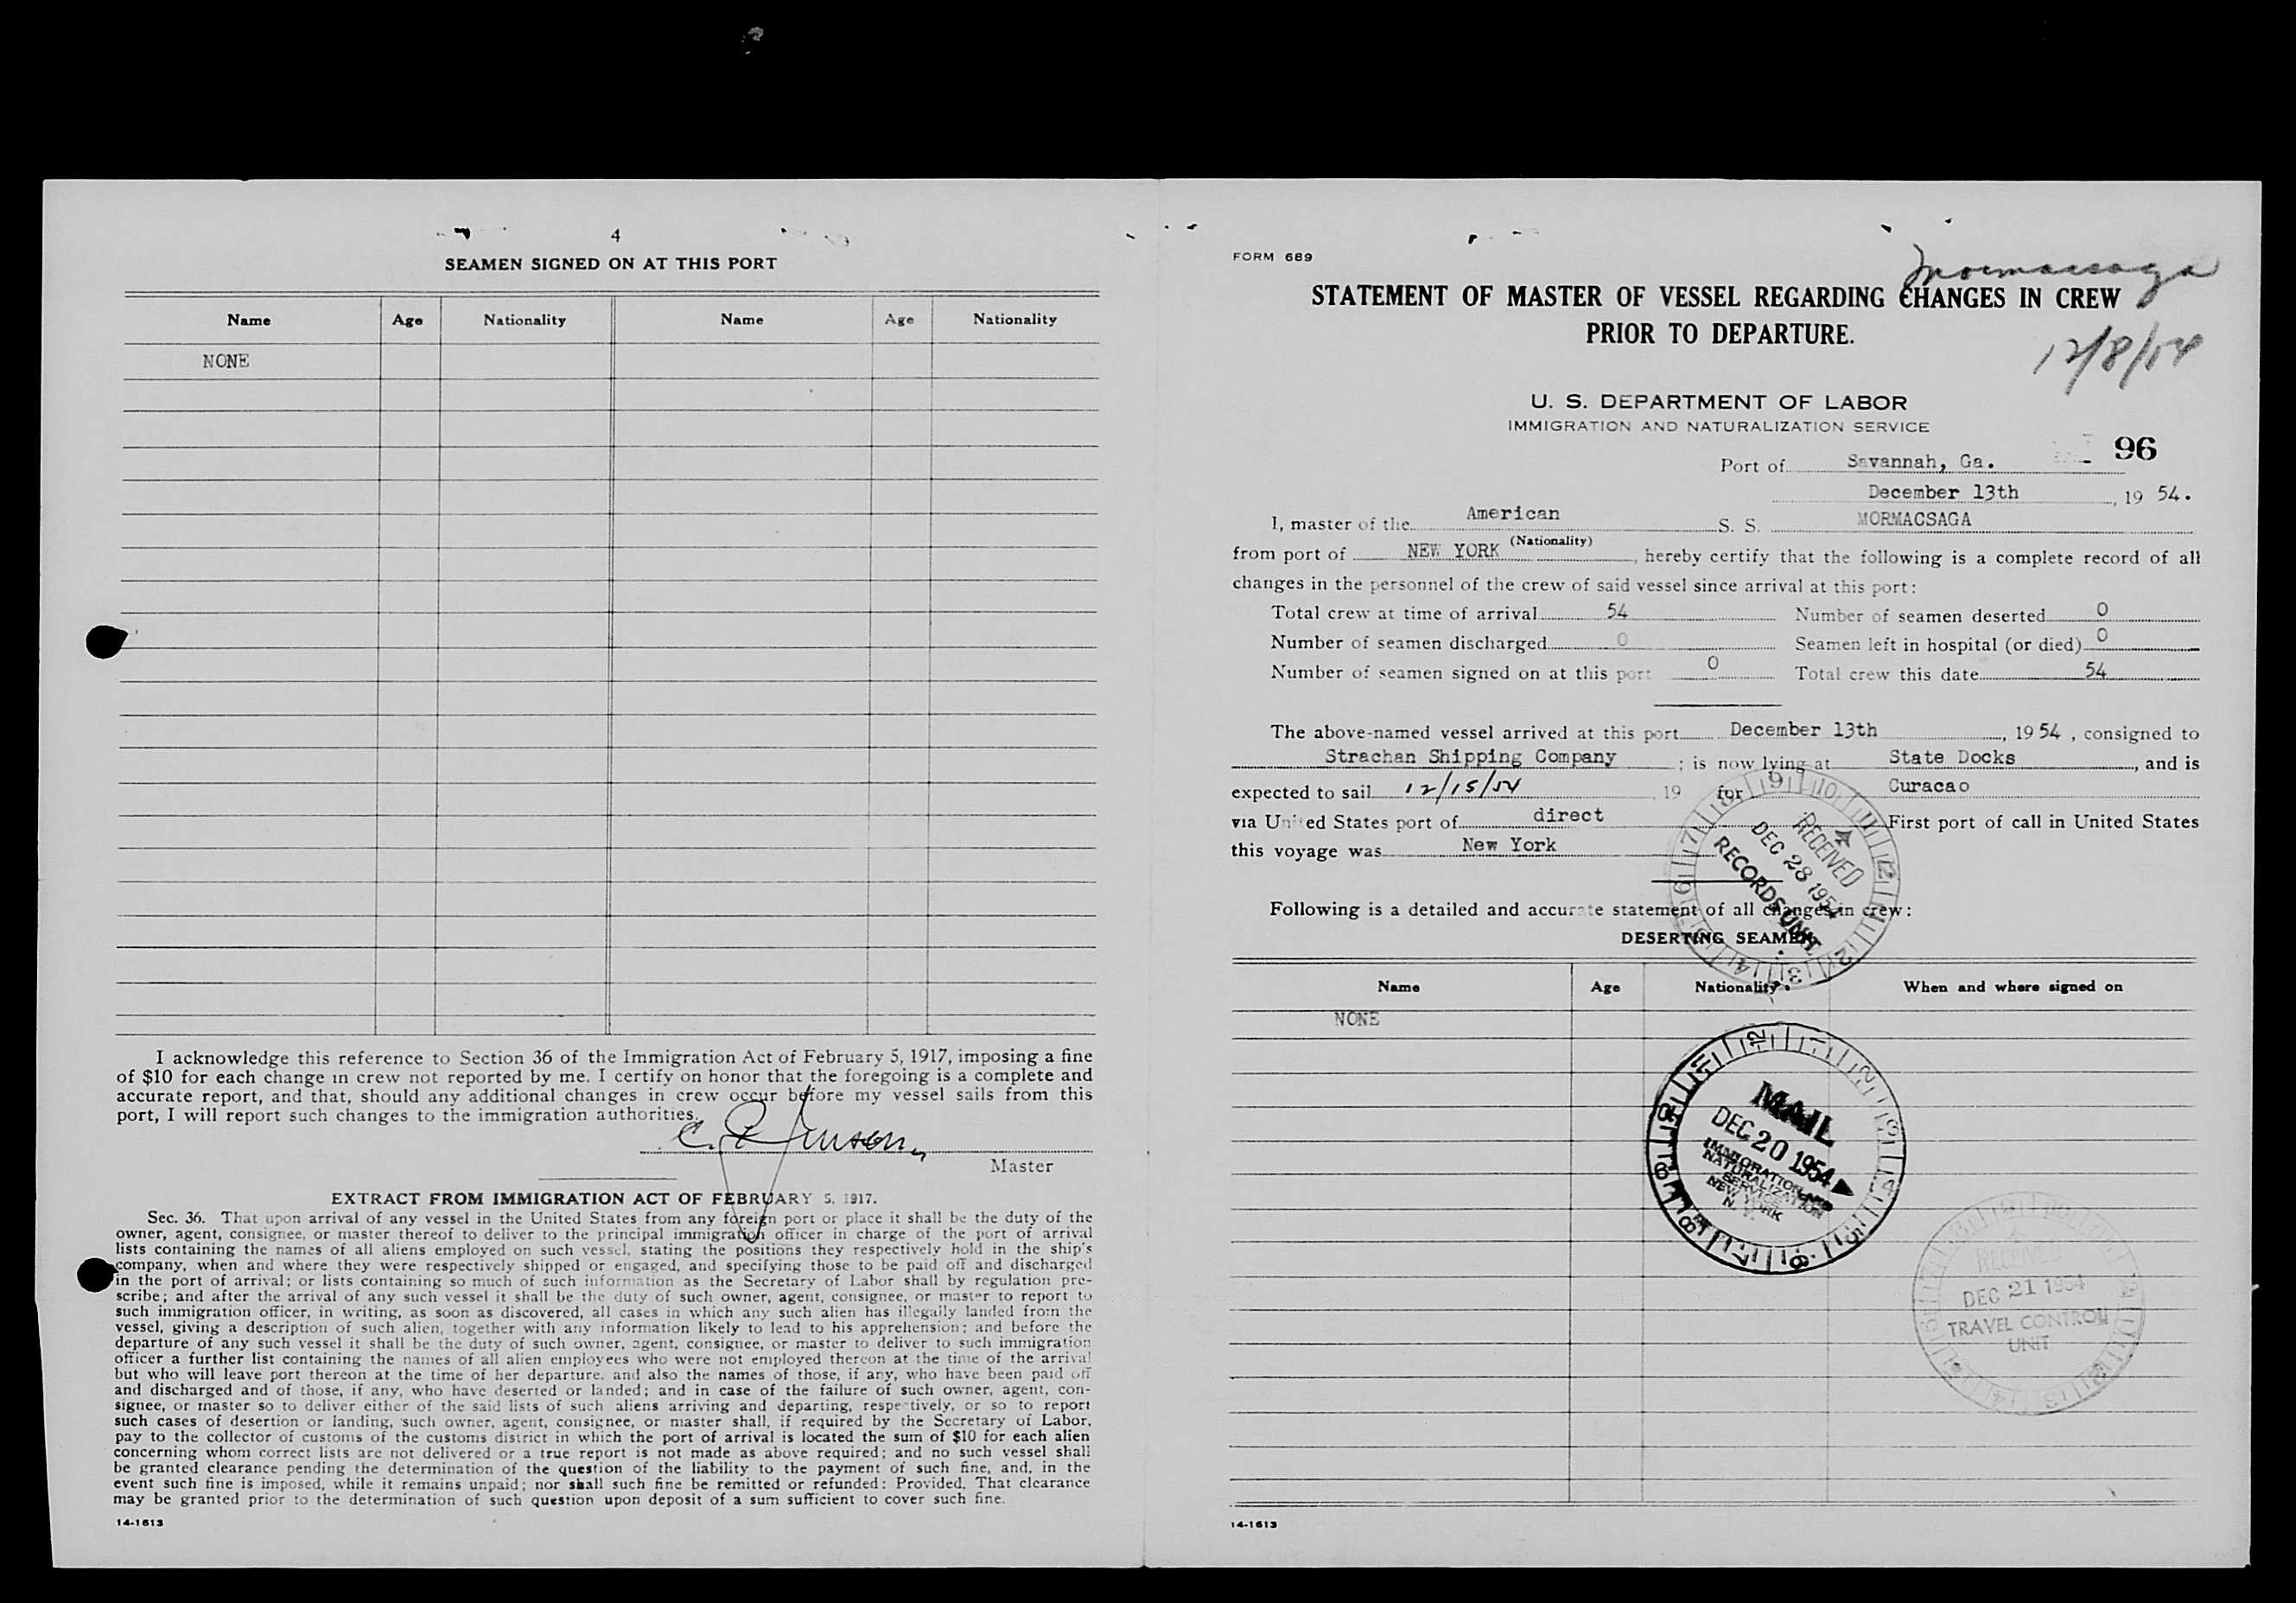 4
SEAMEN SIGNED ON AT THIS PORT
Name Age Nationality Name Age Nationality
NONE
I acknowledge this reference to Section 36 of the Immigration Act of February 5, 1917, imposing a fine
of $10 for each change in crew not reported by me. I certify on honor that the foregoing is a complete and
accurate report, and that, should any additional changes in crew occur before my vessel sails from this
port, I will report such changes to the immigration authorities.
Master
EXTRACT FROM IMMIGRATION ACT OF FEBRUARY 5, 1917.
Sec. 36. That upon arrival of any vessel in the United States from any foreign port or place it shall be the duty of the
owner, agent, consignee, or master thereof to deliver to the principal immigration officer in charge of the port of arrival
lists containing the names of all aliens employed on such vessel, stating the positions they respectively hold in the ship's
company, when and where they were respectively shipped or engaged, and specifying those to be paid off and discharged
in the port of arrival; or lists containing so much of such information as the Secretary of Labor shall by regulation pre-
scribe; and after the arrival of any such vessel it shall be the duty of such owner, agent, consignee, or master to report to
such immigration officer, in writing, as soon as discovered, all cases in which any such alien has illegally landed from the
vessel, giving a description of such alien, together with any information likely to lead to his apprehension; and before the
departure of any such vessel it shall be the duty of such owner, agent, consignee, or master to deliver to such immigration
officer a further list containing the names of all alien employees who were not employed thereon at the time of the arrival
but who will leave port thereon at the time of her departure, and also the names of those, if any, who have been paid off
and discharged and of those, if any, who have deserted or landed; and in case of the failure of such owner, agent, con-
signee, or master so to deliver either of the said lists of such aliens arriving and departing, respectively, or so to report
such cases of desertion or landing, such owner, agent, consignee, or master shall, if required by the Secretary of Labor,
pay to the collector of customs of the customs district in which the port of arrival is located the sum of $10 for each alien
concerning whom correct lists are not delivered or a true report is not made as above required; and no such vessel shall
be granted clearance pending the determination of the question of the liability to the payment of such fine, and, in the
event such fine is imposed, while it remains unpaid; nor shall such fine be remitted or refunded: Provided, That clearance
may be granted prior to the determination of such question upon deposit of a sum sufficient to cover such fine.
14-1613
FORM 689
Mormacsaga
STATEMENT OF MASTER OF VESSEL REGARDING CHANGES IN CREW
PRIOR TO DEPARTURE.
12/8/54
U. S. DEPARTMENT OF LABOR
IMMIGRATION AND NATURALIZATION SERVICE
96
Port of Savannah, Ga.
December 13th, 19 54.
I, master of the American S. S. MORMACSAGA
(Nationality)
from port of NEW YORK, hereby certify that the following is a complete record of all
changes in the personnel of the crew of said vessel since arrival at this port:
Total crew at time of arrival 54 Number of seamen deserted 0
Number of seamen discharged 0 Seamen left in hospital (or died) 0
Number of seamen signed on at this port 0 Total crew this date 54
The above-named vessel arrived at this port December 13th, 19 54, consigned to
Strachan Shipping Company; is now lying at State Docks, and is
expected to sail 12/15/54, 19 for Curacao
via United States port of direct First port of call in United States
this voyage was New York
RECEIVED
DEC 28 1954
RECORDS UNIT
Following is a detailed and accurate statement of all changes in crew:
DESERTING SEAMEN
Name Age Nationality When and where signed on
NONE
MAIL
DEC 20 1954
IMMIGRATION AND
NATURALIZATION
SERVICE
NEW YORK
N. Y.
RECEIVED
DEC 21 1954
TRAVEL CONTROL
UNIT
14-1613